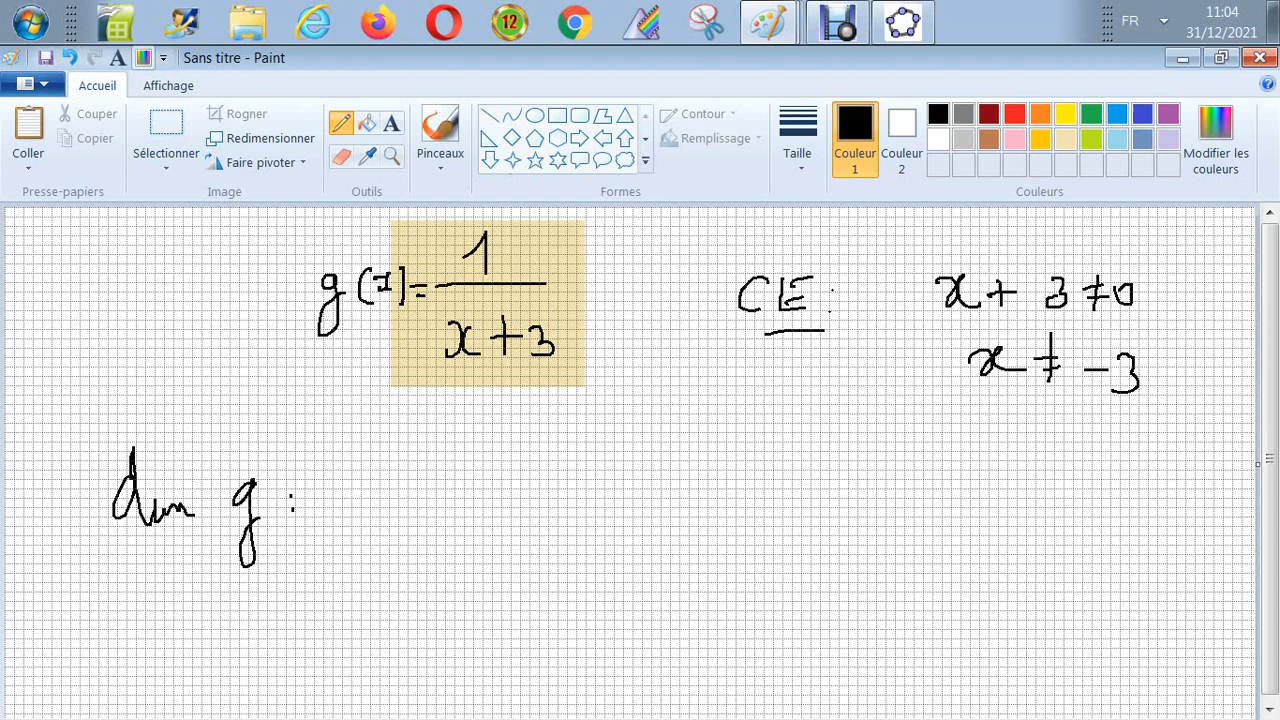 12
FR
11:04
31/12/2021
Sans titre - Paint
Accueil Affichage
Coller
Couper
Copier
Presse-papiers
Sélectionner
Rogner
Redimensionner
Faire pivoter
Image
A
Outils
Pinceaux
Contour
Remplissage
Formes
Taille
Couleur 1
Couleur 2
Modifier les couleurs
Couleurs
g(x)= 1
x+3
CE: x + 3 ≠ 0
x ≠ -3
dom g :